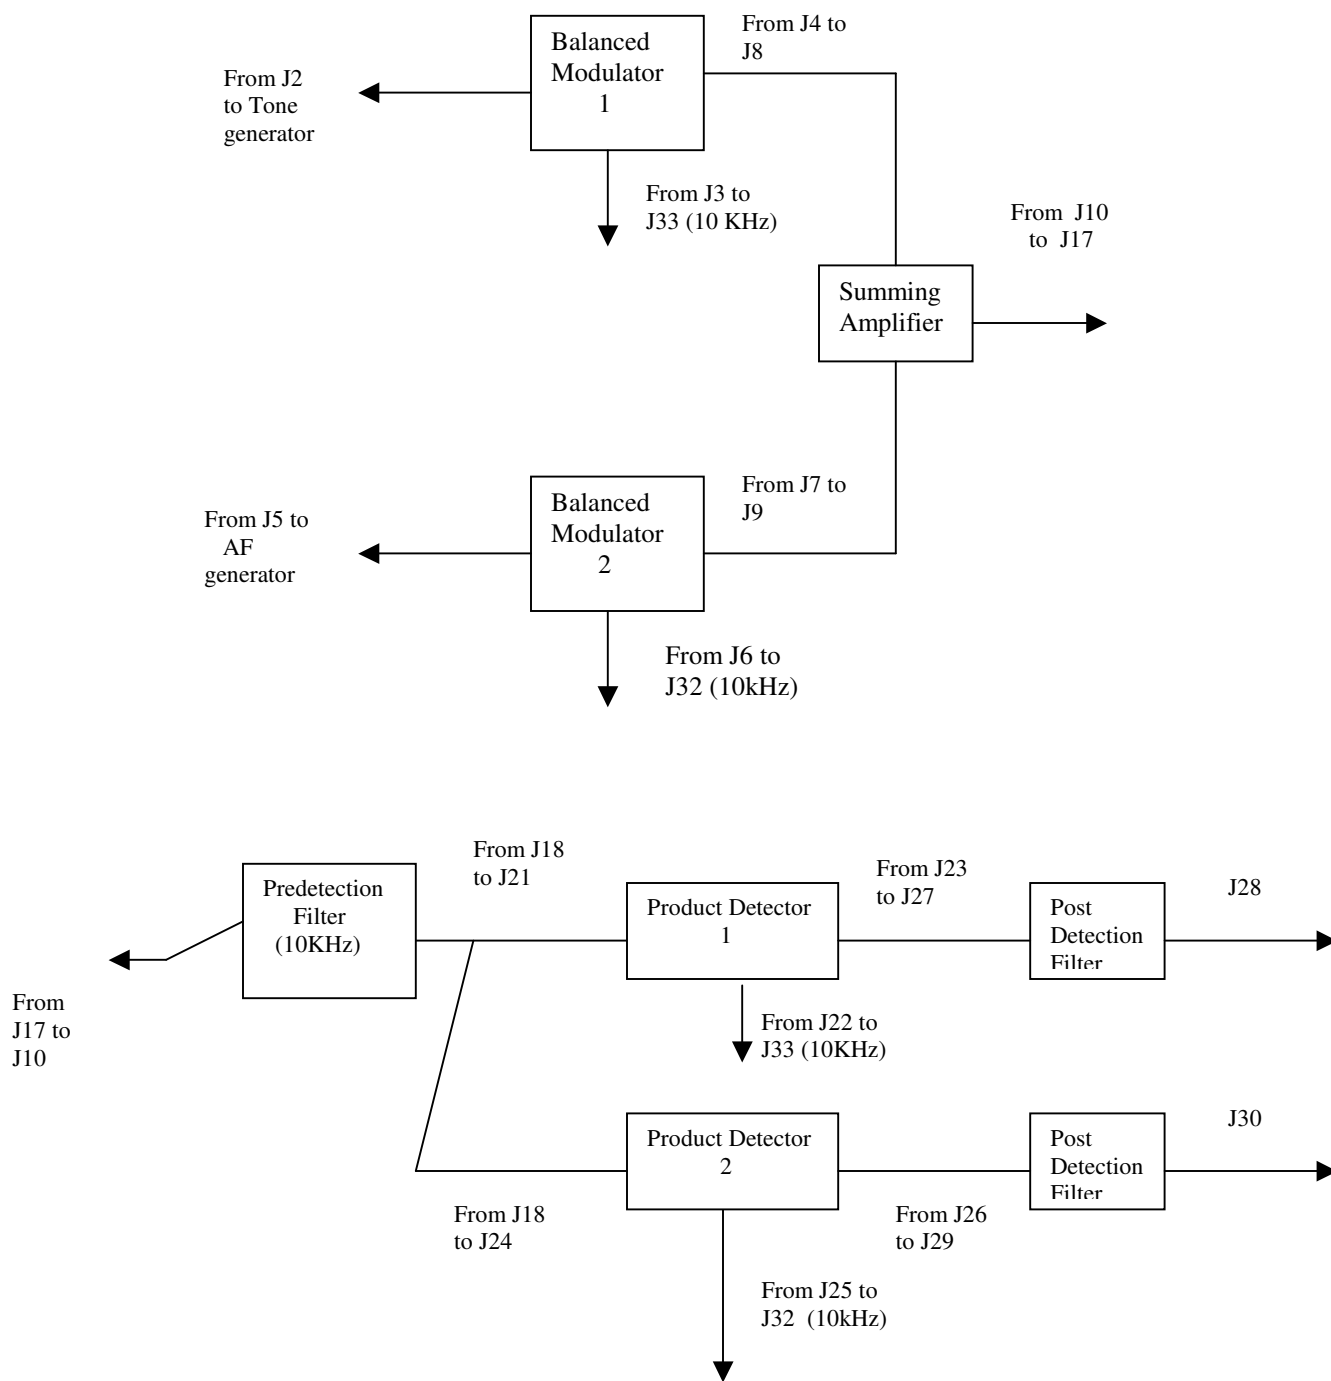 From J4 to
J8
Balanced
Modulator
1
From J2
to Tone
generator
From J3 to
J33 (10 KHz)
From J10
to J17
Summing
Amplifier
From J7 to
J9
Balanced
Modulator
2
From J5 to
AF
generator
From J6 to
J32 (10kHz)
From J18
to J21
Predetection
Filter
(10KHz)
Product Detector
1
From J23
to J27
Post
Detection
Filter
J28
From
J17 to
J10
From J22 to
J33 (10KHz)
Product Detector
2
Post
Detection
Filter
J30
From J18
to J24
From J26
to J29
From J25 to
J32 (10kHz)